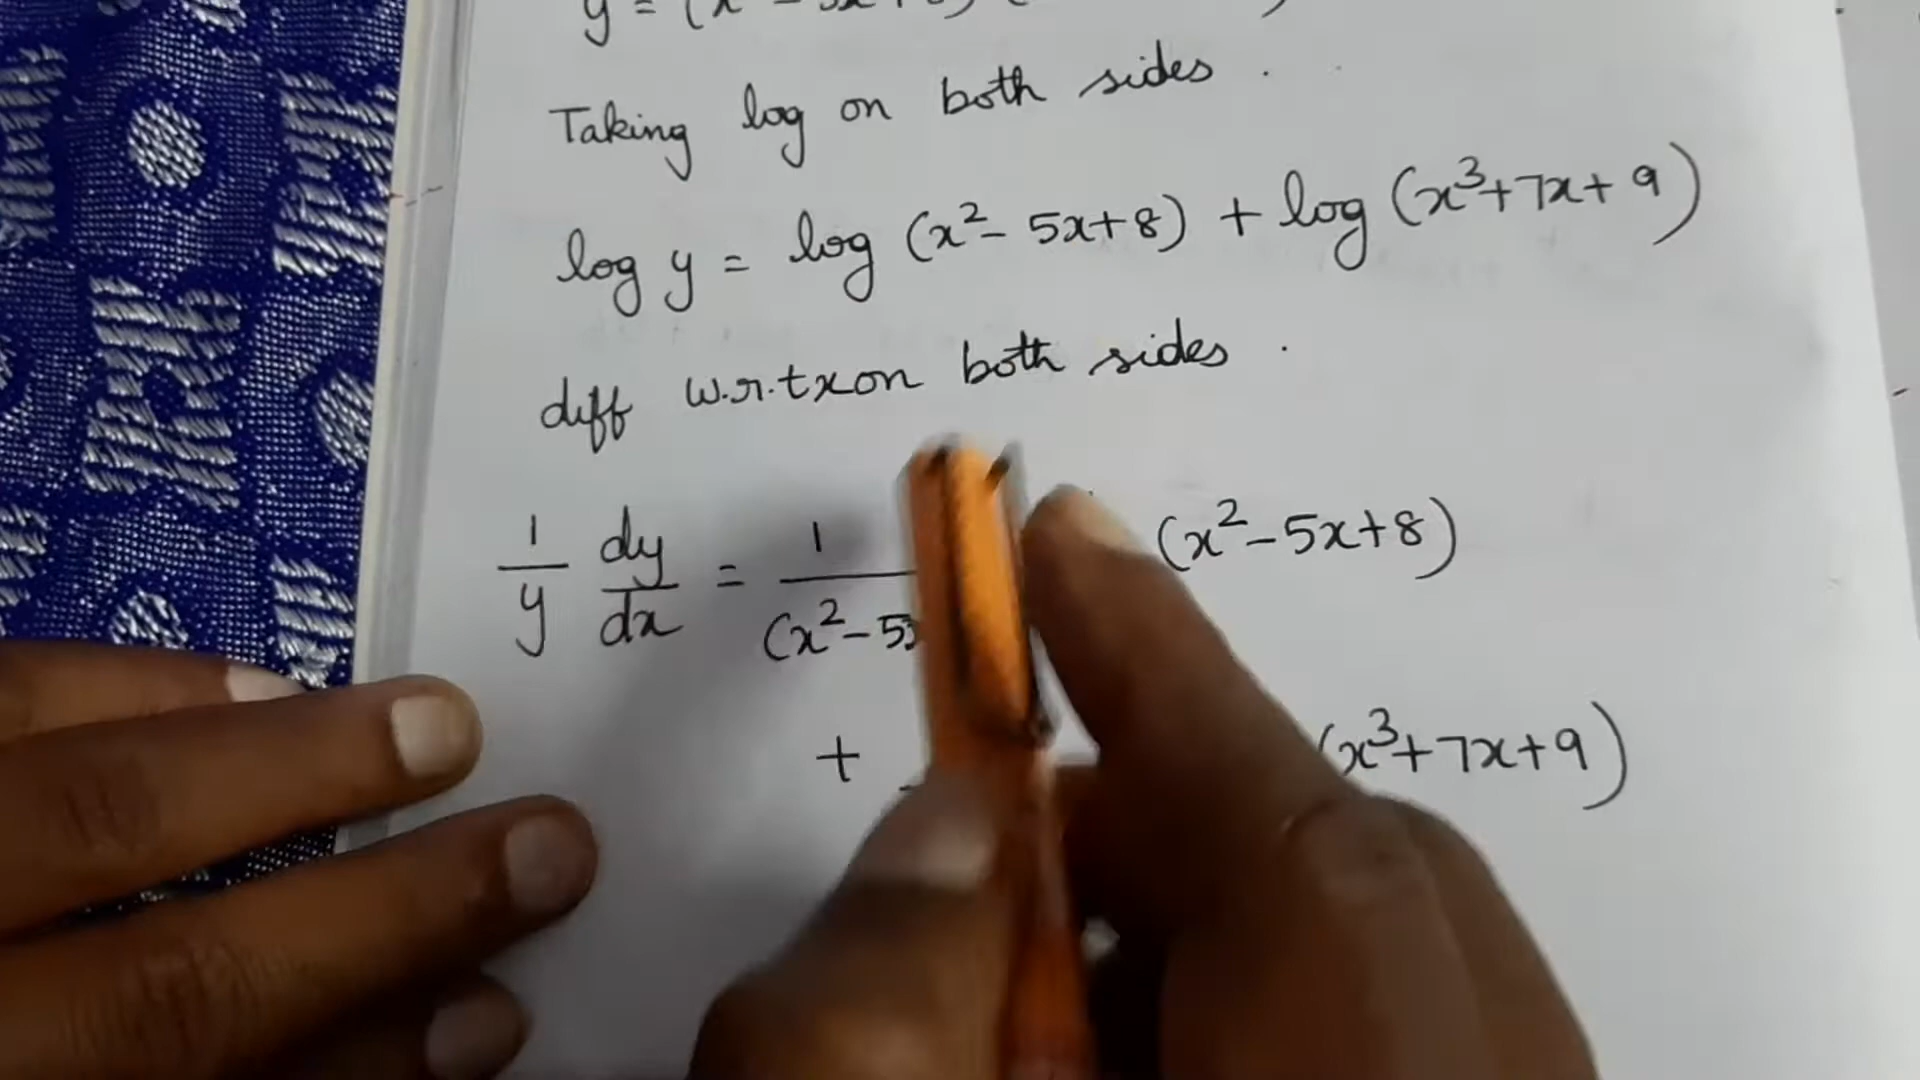 y = (x
Taking log on both sides .
log y = log (x² - 5x+8) + log (x³+7x+9)
diff w.r.t x on both sides .
1/y dy/dx = 1/(x²-5x (x²-5x+8)
+ (x³+7x+9)